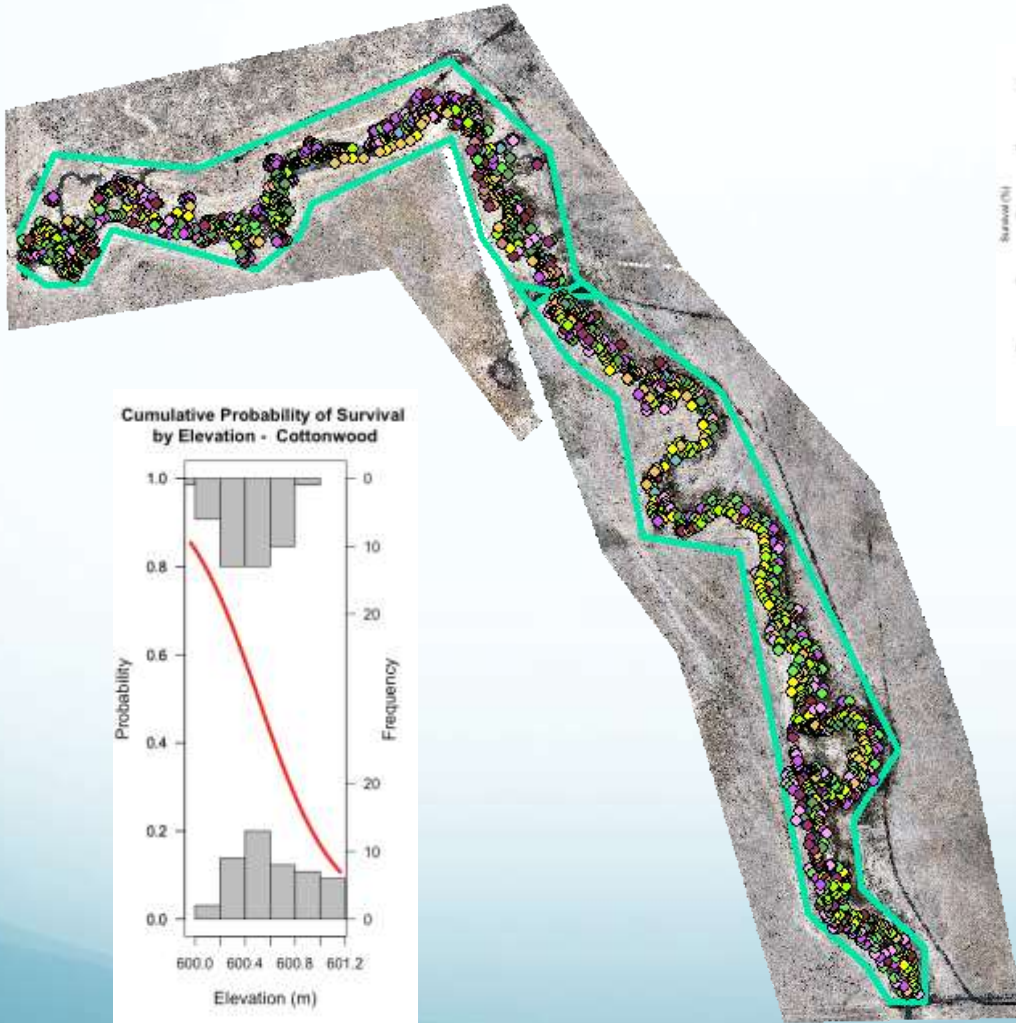 Cumulative Probability of Survival
by Elevation - Cottonwood
1.0
0.8
0.6
0.4
0.2
0.0
Probability
0
10
20
20
10
0
Frequency
600.0 600.4 600.8 601.2
Elevation (m)
Survival (%)